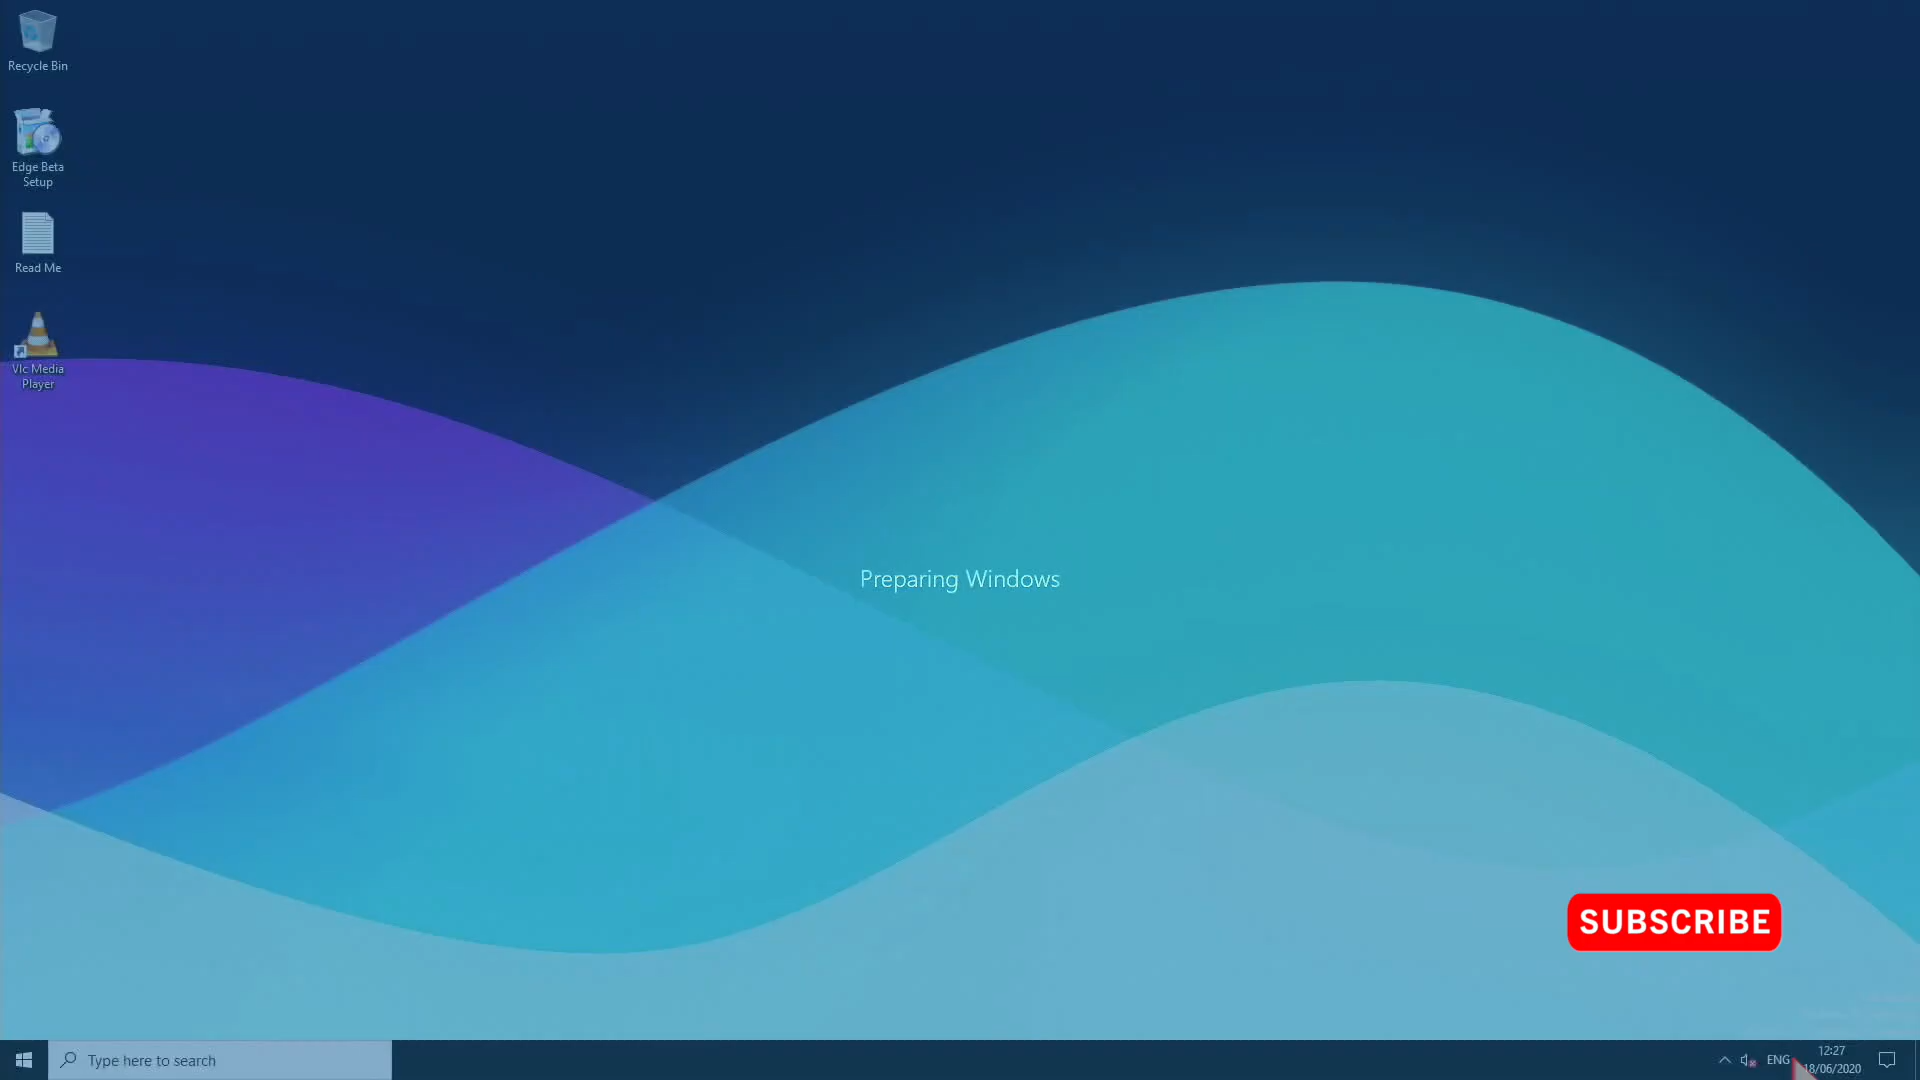 Recycle Bin
Edge Beta
Setup
Read Me
Vlc Media
Player
Preparing Windows
SUBSCRIBE
Type here to search
ENG
12:27
18/06/2020